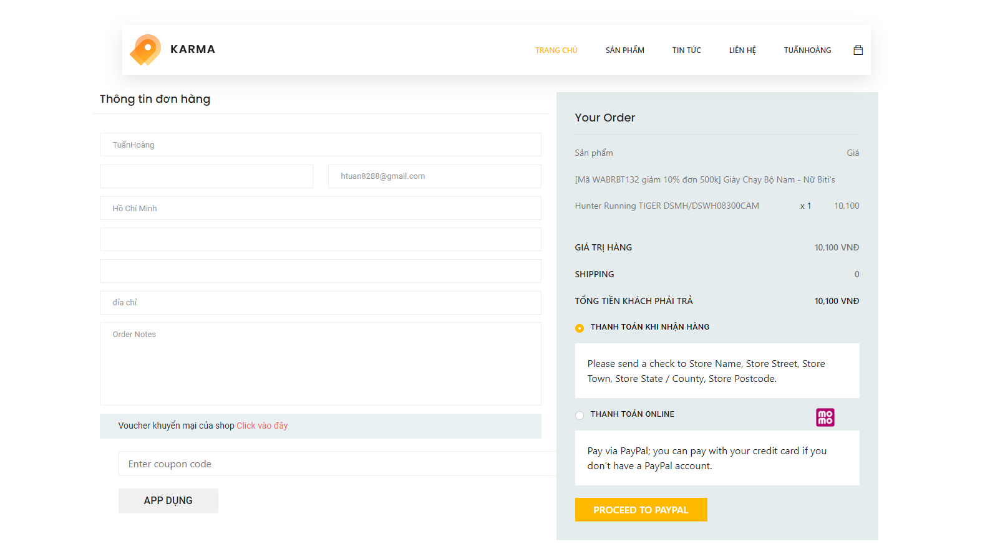 KARMA
TRANG CHỦ
SẢN PHẨM
TIN TỨC
LIÊN HỆ
TUẤNHOÀNG
Thông tin đơn hàng
TuấnHoàng
htuan8288@gmail.com
Hồ Chí Minh
đỉa chỉ
Order Notes
Voucher khuyển mại của shop Click vào đây
Enter coupon code
APP DỤNG
Your Order
Sản phẩm Giá
[Mã WABRBT132 giảm 10% đơn 500k] Giày Chạy Bộ Nam - Nữ Biti's
Hunter Running TIGER DSMH/DSWH08300CAM x 1 10,100
GIÁ TRỊ HÀNG 10,100 VNĐ
SHIPPING 0
TỔNG TIỀN KHÁCH PHẢI TRẢ 10,100 VNĐ
THANH TOÁN KHI NHẬN HÀNG
Please send a check to Store Name, Store Street, Store
Town, Store State / County, Store Postcode.
THANH TOÁN ONLINE
mo
mo
Pay via PayPal; you can pay with your credit card if you
don’t have a PayPal account.
PROCEED TO PAYPAL